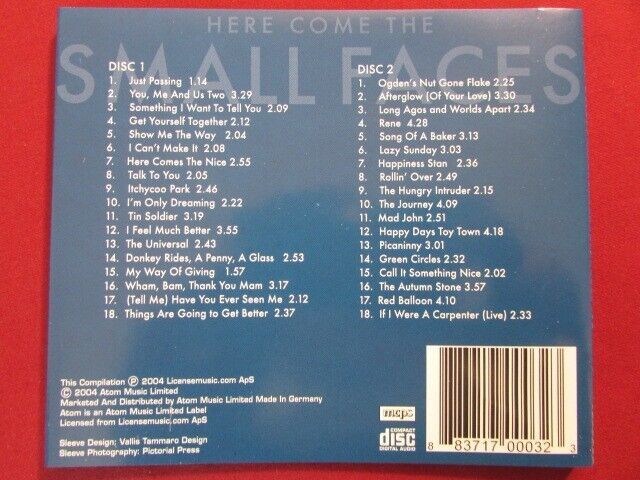 HERE COME THE
SMALL FACES
DISC 1
1. Just Passing 1.14
2. You, Me And Us Two 3.29
3. Something I Want To Tell You 2.09
4. Get Yourself Together 2.12
5. Show Me The Way 2.04
6. I Can't Make It 2.08
7. Here Comes The Nice 2.55
8. Talk To You 2.05
9. Itchycoo Park 2.46
10. I'm Only Dreaming 2.22
11. Tin Soldier 3.19
12. I Feel Much Better 3.55
13. The Universal 2.43
14. Donkey Rides, A Penny, A Glass 2.53
15. My Way Of Giving 1.57
16. Wham, Bam, Thank You Mam 3.17
17. (Tell Me) Have You Ever Seen Me 2.12
18. Things Are Going to Get Better 2.37
DISC 2
1. Ogden's Nut Gone Flake 2.25
2. Afterglow (Of Your Love) 3.30
3. Long Agos and Worlds Apart 2.34
4. Rene 4.28
5. Song Of A Baker 3.13
6. Lazy Sunday 3.03
7. Happiness Stan 2.36
8. Rollin' Over 2.49
9. The Hungry Intruder 2.15
10. The Journey 4.09
11. Mad John 2.51
12. Happy Days Toy Town 4.18
13. Picaninny 3.01
14. Green Circles 2.32
15. Call It Something Nice 2.02
16. The Autumn Stone 3.57
17. Red Balloon 4.10
18. If I Were A Carpenter (Live) 2.33
This Compilation ℗ 2004 Licensemusic.com ApS
© 2004 Atom Music Limited
Marketed And Distributed by Atom Music Limited Made In Germany
Atom is an Atom Music Limited Label
Licensed from Licensemusic.com ApS
Sleeve Design; Vallis Tammaro Design
Sleeve Photography: Pictorial Press
mcps
COMPACT
disc
DIGITAL AUDIO
8 83717 00032 3